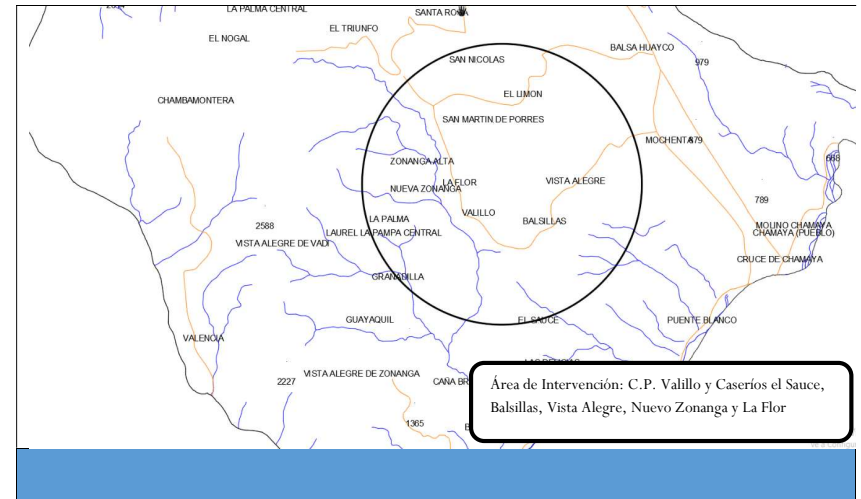 LA PALMA CENTRAL
SANTA ROSA
EL TRIUNFO
EL NOGAL
BALSA HUAYCO
SAN NICOLAS
979
EL LIMON
CHAMBAMONTERA
SAN MARTIN DE PORRES
MOCHENTA
879
ZONANGA ALTA
668
LA FLOR
VISTA ALEGRE
NUEVA ZONANGA
789
VALILLO
LA PALMA
BALSILLAS
2588
MOLINO CHAMAYA
LAUREL LA PAMPA CENTRAL
CHAMAYA (PUEBLO)
VISTA ALEGRE DE VADI
CRUCE DE CHAMAYA
GRANADILLA
GUAYAQUIL
EL SAUCE
PUENTE BLANCO
VALENCIA
VISTA ALEGRE DE ZONANGA
2227
CAÑA
1365
Área de Intervención: C.P. Valillo y Caseríos el Sauce,
Balsillas, Vista Alegre, Nuevo Zonanga y La Flor